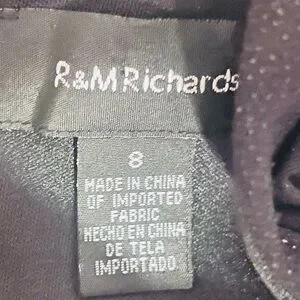 R&M Richards
8
MADE IN CHINA
OF IMPORTED
FABRIC
HECHO EN CHINA
DE TELA
IMPORTADO